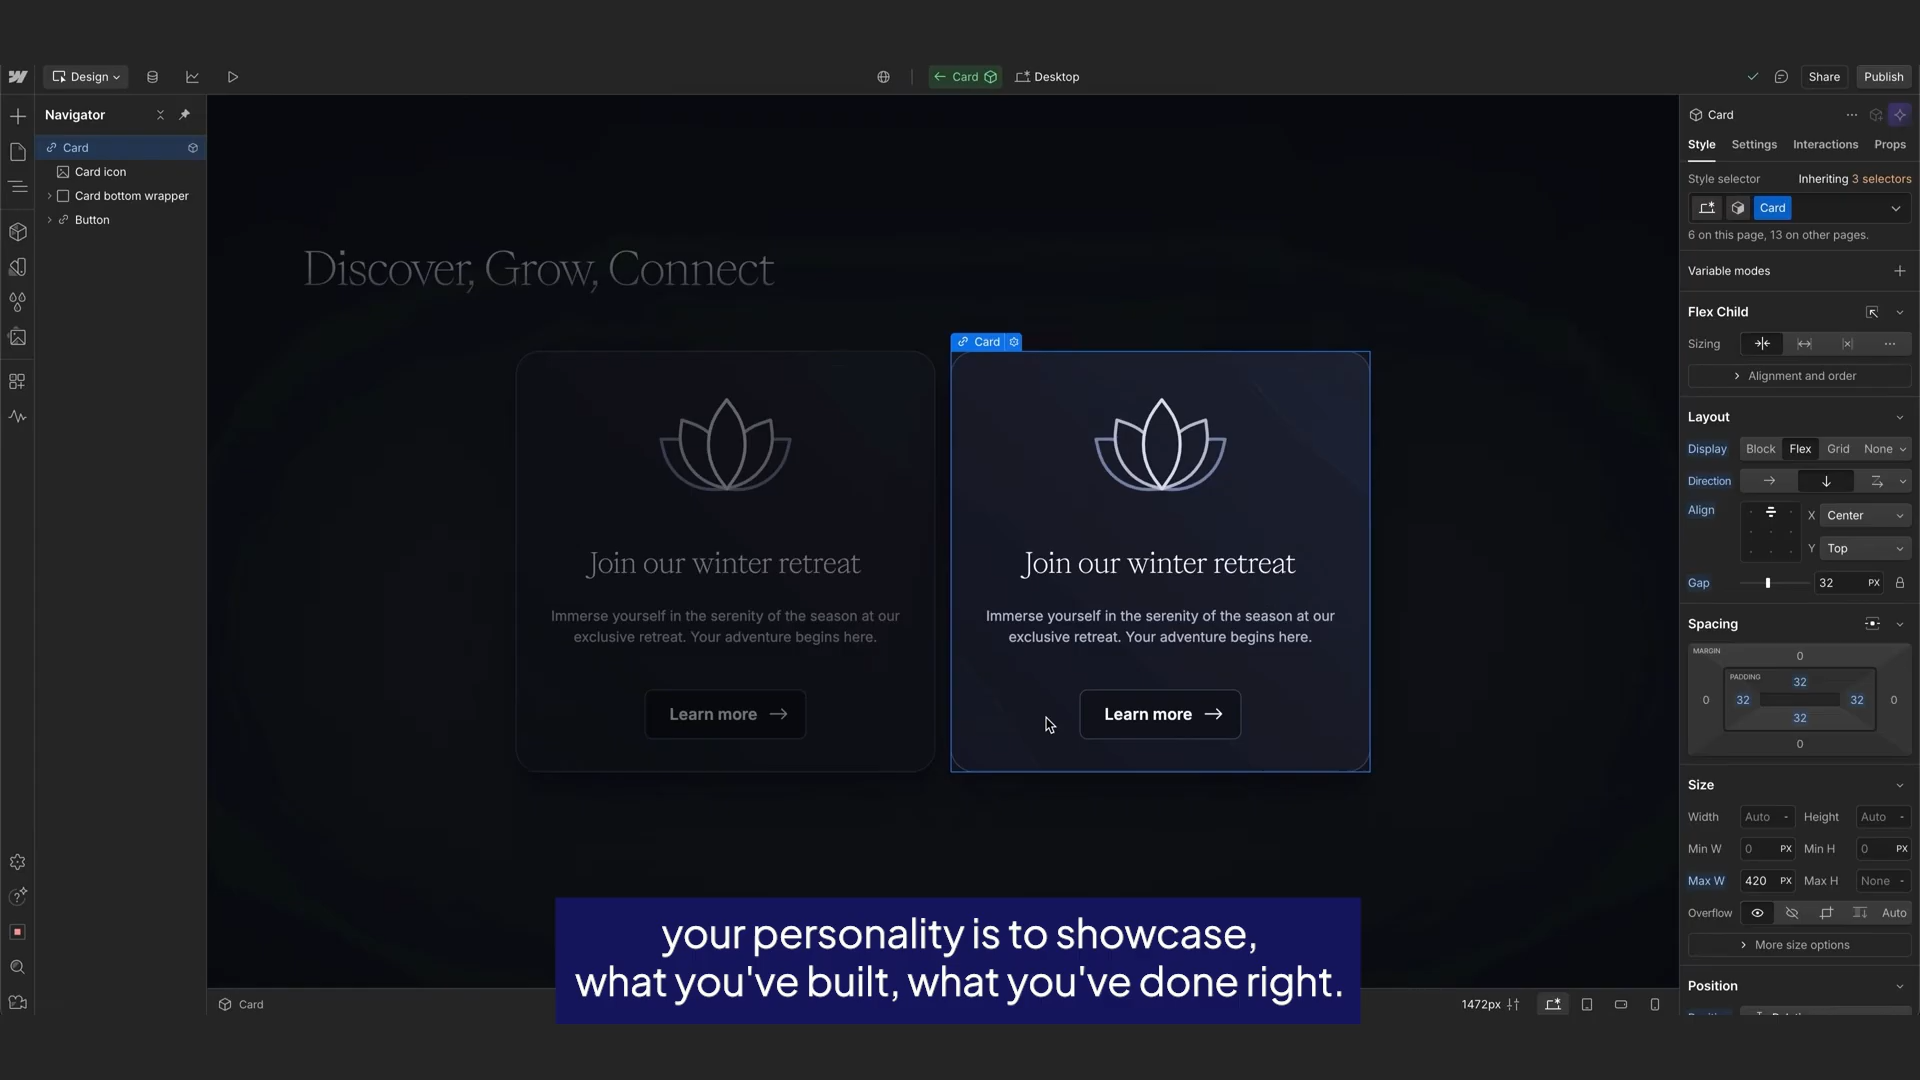 Design
Card
Desktop
Share
Publish
Navigator
Card
Card icon
Card bottom wrapper
Button
Discover, Grow, Connect
Card
Join our winter retreat
Immerse yourself in the serenity of the season at our
exclusive retreat. Your adventure begins here.
Learn more
Join our winter retreat
Immerse yourself in the serenity of the season at our
exclusive retreat. Your adventure begins here.
Learn more
your personality is to showcase,
what you've built, what you've done right.
Card
1472px
Card
Style Settings Interactions Props
Style selector Inheriting 3 selectors
Card
6 on this page, 13 on other pages.
Variable modes
Flex Child
Sizing
Alignment and order
Layout
Display Block Flex Grid None
Direction
Align X Center
Y Top
Gap 32 PX
Spacing
MARGIN
0
PADDING
32
0 32 32 0
32
0
Size
Width Auto - Height Auto -
Min W 0 PX Min H 0 PX
Max W 420 PX Max H None -
Overflow Auto
More size options
Position